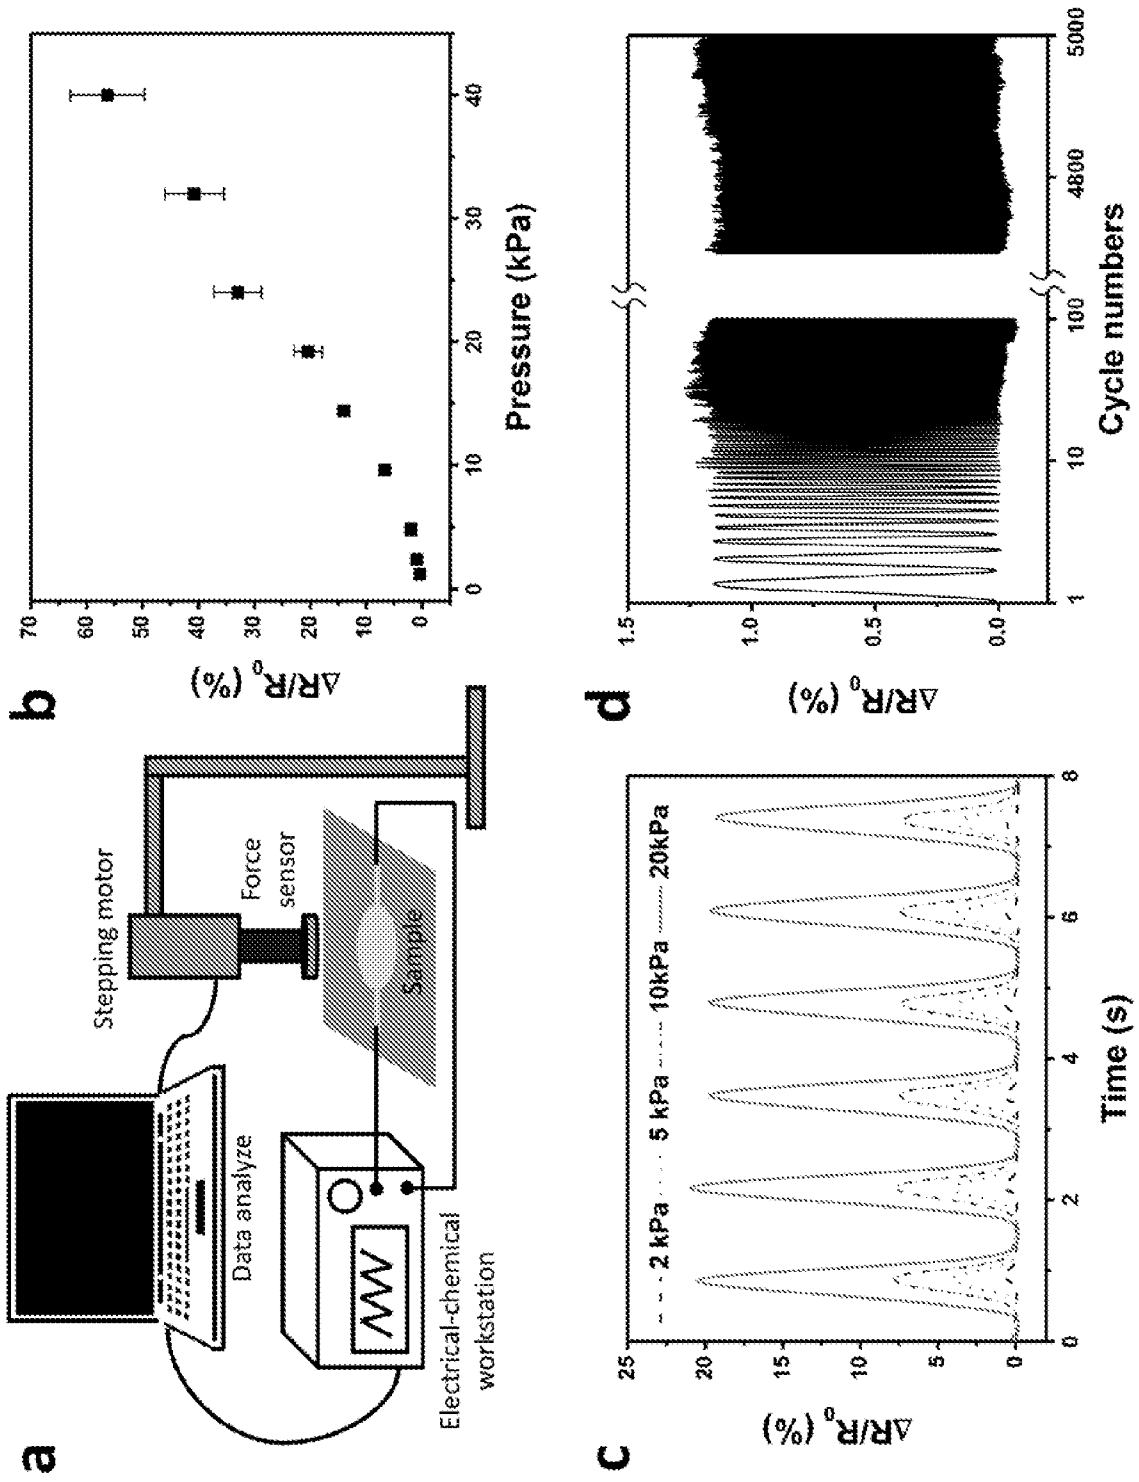 a
Stepping motor
Force
sensor
Sample
Data analyze
Electrical-chemical
workstation
b
ΔR/R₀ (%)
70
60
50
40
30
20
10
0
0
10
20
30
40
Pressure (kPa)
c
ΔR/R₀ (%)
25
20
15
10
5
0
2 kPa 5 kPa 10kPa 20kPa
0
2
4
6
8
Time (s)
d
ΔR/R₀ (%)
1.5
1.0
0.5
0.0
1
10
100
4800
5000
Cycle numbers